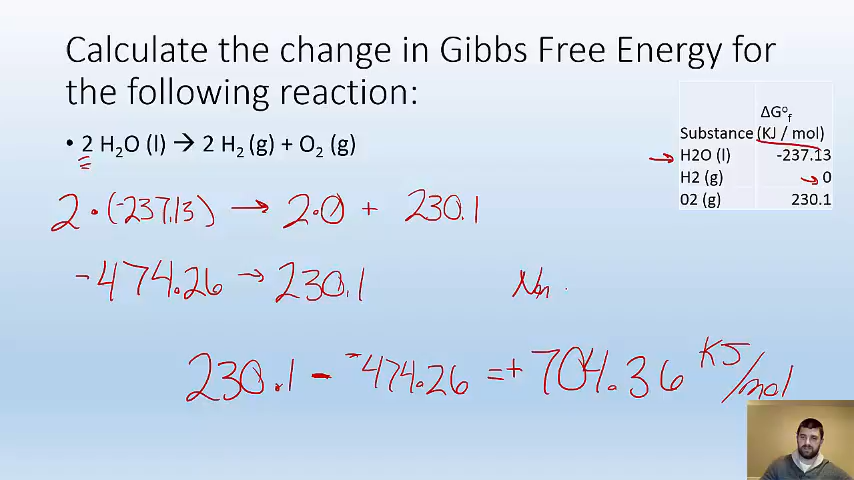 Calculate the change in Gibbs Free Energy for
the following reaction:
• 2 H₂O (l) → 2 H₂ (g) + O₂ (g)
ΔG°f
Substance (KJ / mol)
H2O (l) -237.13
H2 (g) 0
02 (g) 230.1
2 · (-237.13) → 2·0 + 230.1
-474.26 → 230.1 Non
230.1 - -474.26 = + 704.36 KJ/mol